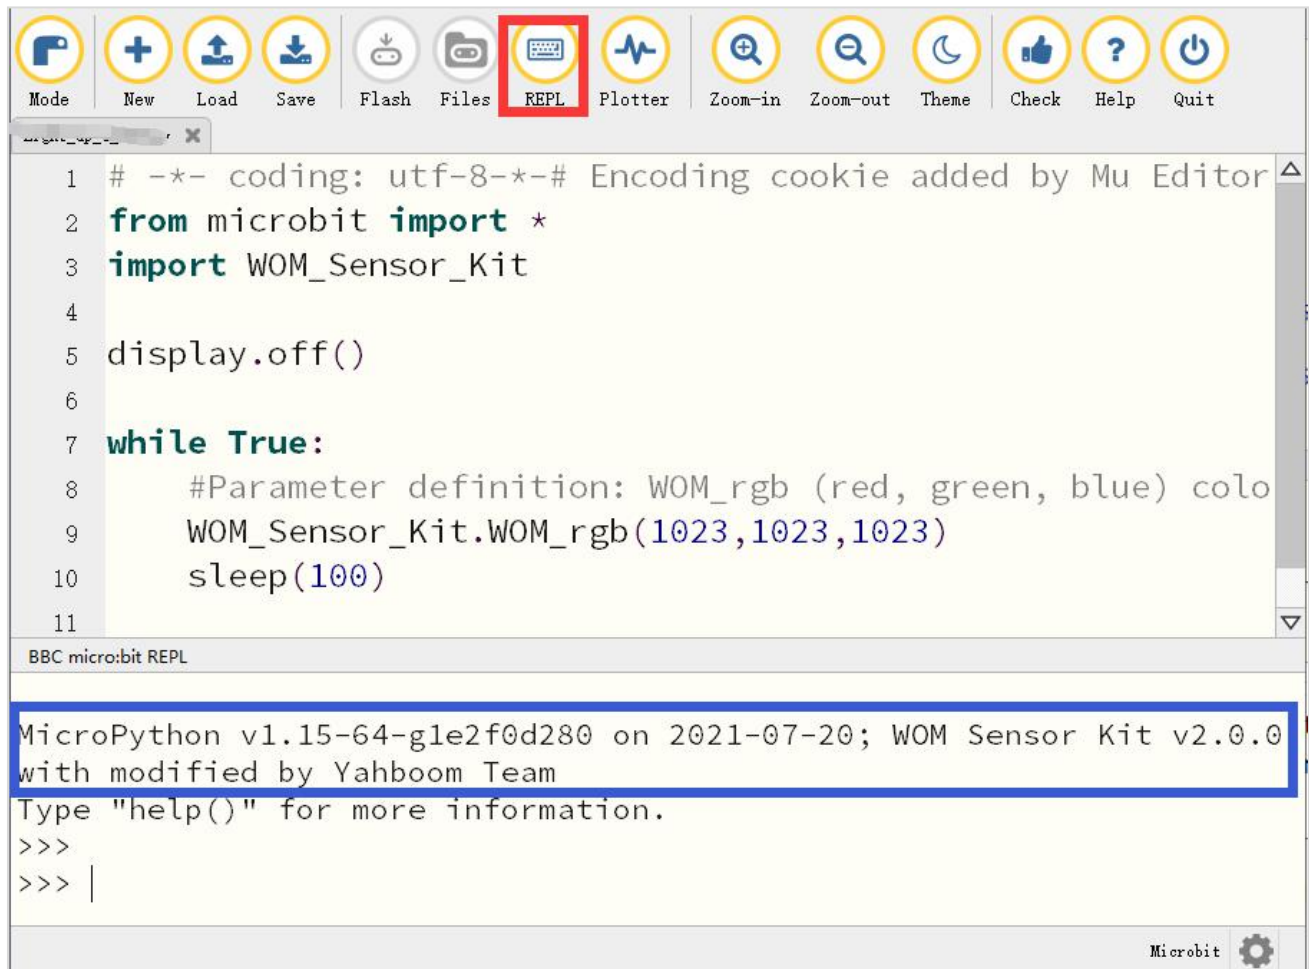 Mode New Load Save Flash Files REPL Plotter Zoom-in Zoom-out Theme Check Help Quit
1 # -*- coding: utf-8-*-# Encoding cookie added by Mu Editor
2 from microbit import *
3 import WOM_Sensor_Kit
4
5 display.off()
6
7 while True:
8 #Parameter definition: WOM_rgb (red, green, blue) colo
9 WOM_Sensor_Kit.WOM_rgb(1023,1023,1023)
10 sleep(100)
11
BBC micro:bit REPL
MicroPython v1.15-64-g1e2f0d280 on 2021-07-20; WOM Sensor Kit v2.0.0
with modified by Yahboom Team
Type "help()" for more information.
>>>
>>>
Microbit